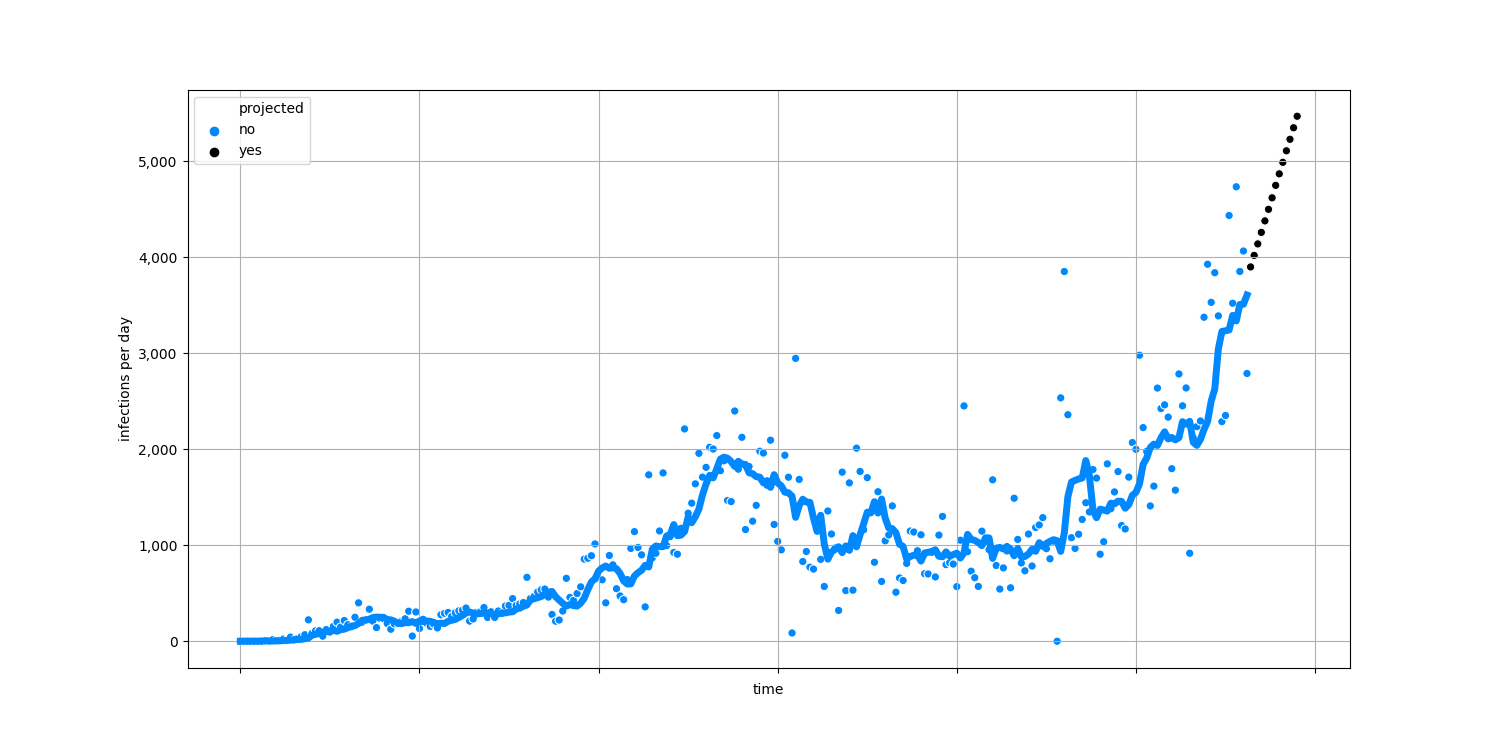 projected
no
yes
5,000
4,000
3,000
2,000
1,000
0
infections per day
time